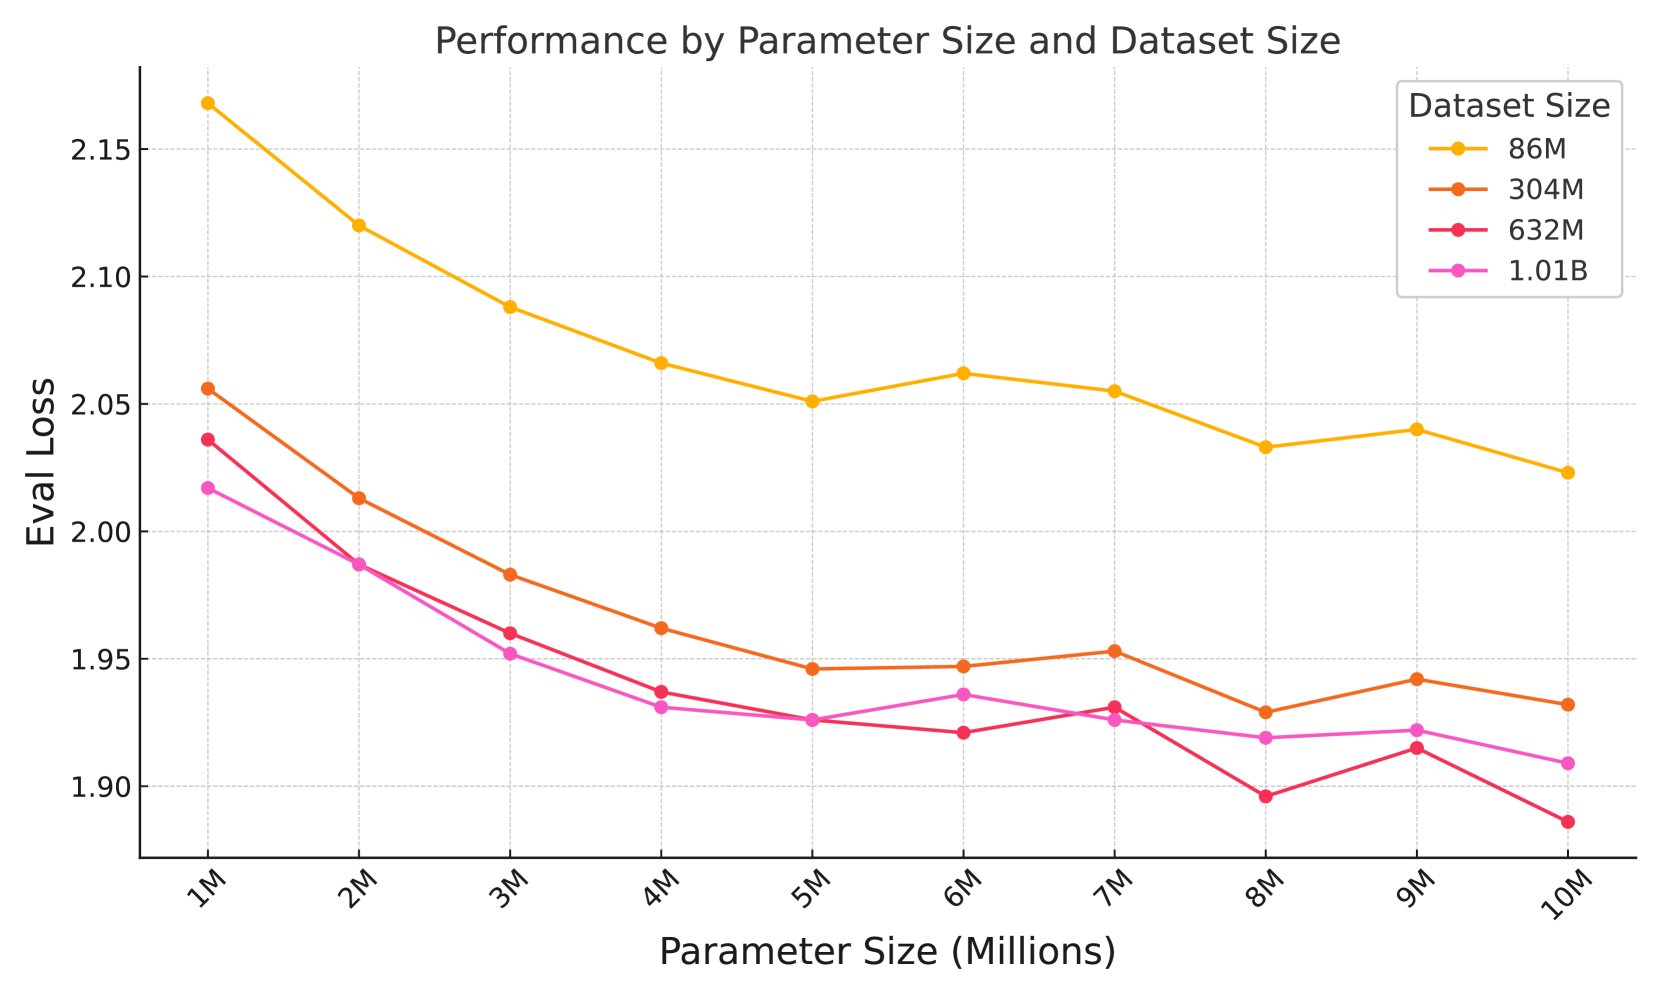 Performance by Parameter Size and Dataset Size
Dataset Size
86M
304M
632M
1.01B
Eval Loss
2.15
2.10
2.05
2.00
1.95
1.90
1M
2M
3M
4M
5M
6M
7M
8M
9M
10M
Parameter Size (Millions)